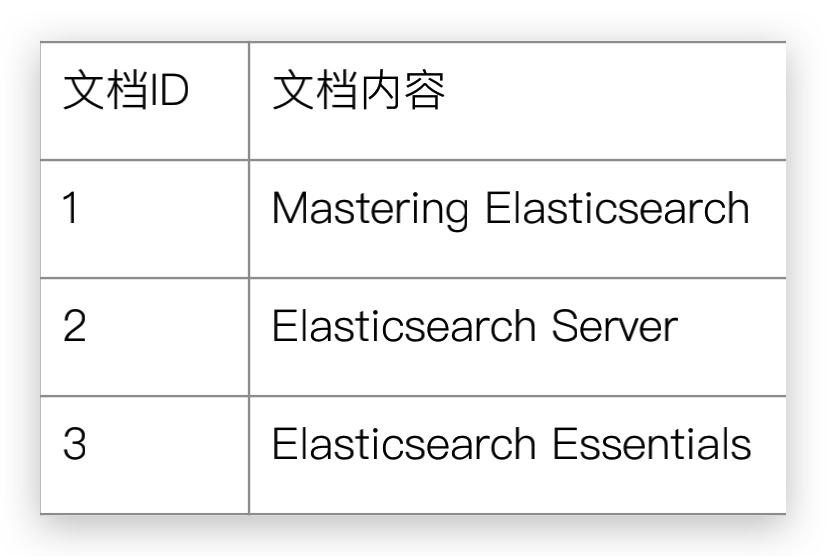 文档ID 文档内容
1 Mastering Elasticsearch
2 Elasticsearch Server
3 Elasticsearch Essentials